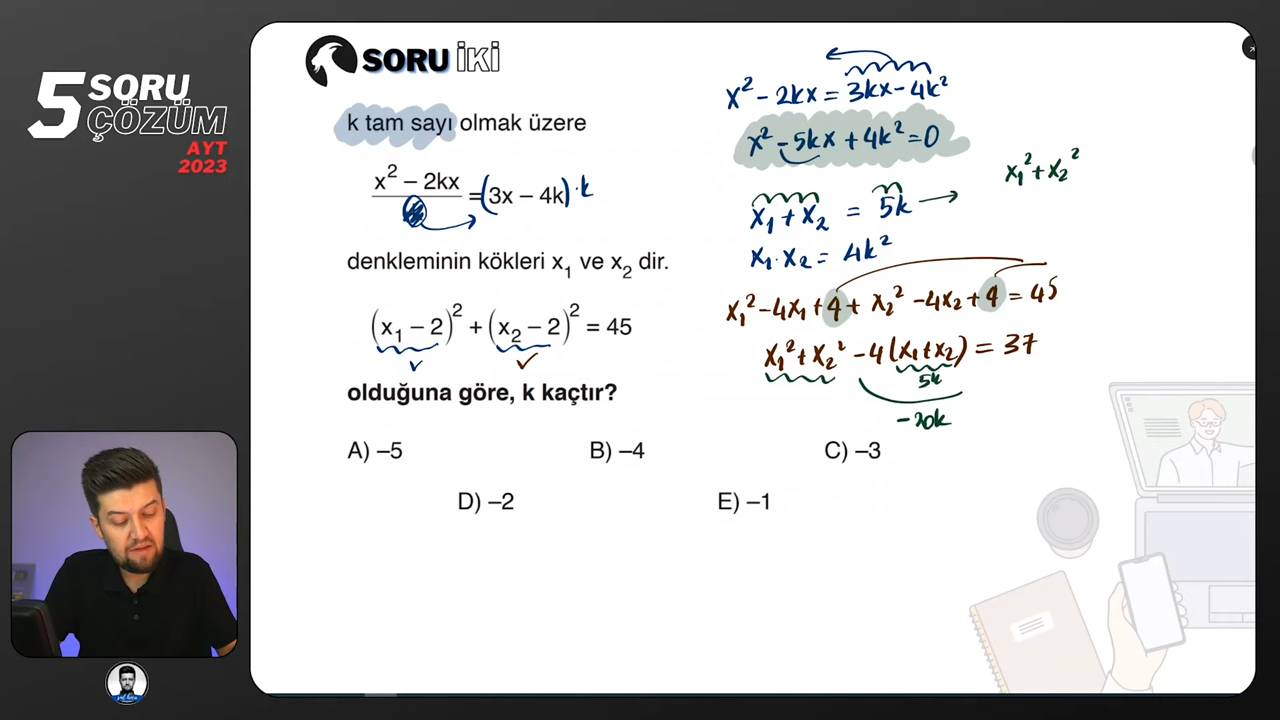 5 SORU
ÇÖZÜM
AYT
2023
SORU İKİ
k tam sayı olmak üzere
x² – 2kx / = (3x – 4k) · k
denkleminin kökleri x₁ ve x₂ dir.
(x₁ – 2)² + (x₂ – 2)² = 45
olduğuna göre, k kaçtır?
A) –5 B) –4 C) –3
D) –2 E) –1
x² - 2kx = 3kx - 4k²
x² - 5kx + 4k² = 0
x₁ + x₂ = 5k →
x₁² + x₂²
x₁ · x₂ = 4k²
x₁² - 4x₁ + 4 + x₂² - 4x₂ + 4 = 45
x₁² + x₂² - 4(x₁ + x₂) = 37
5k
-20k